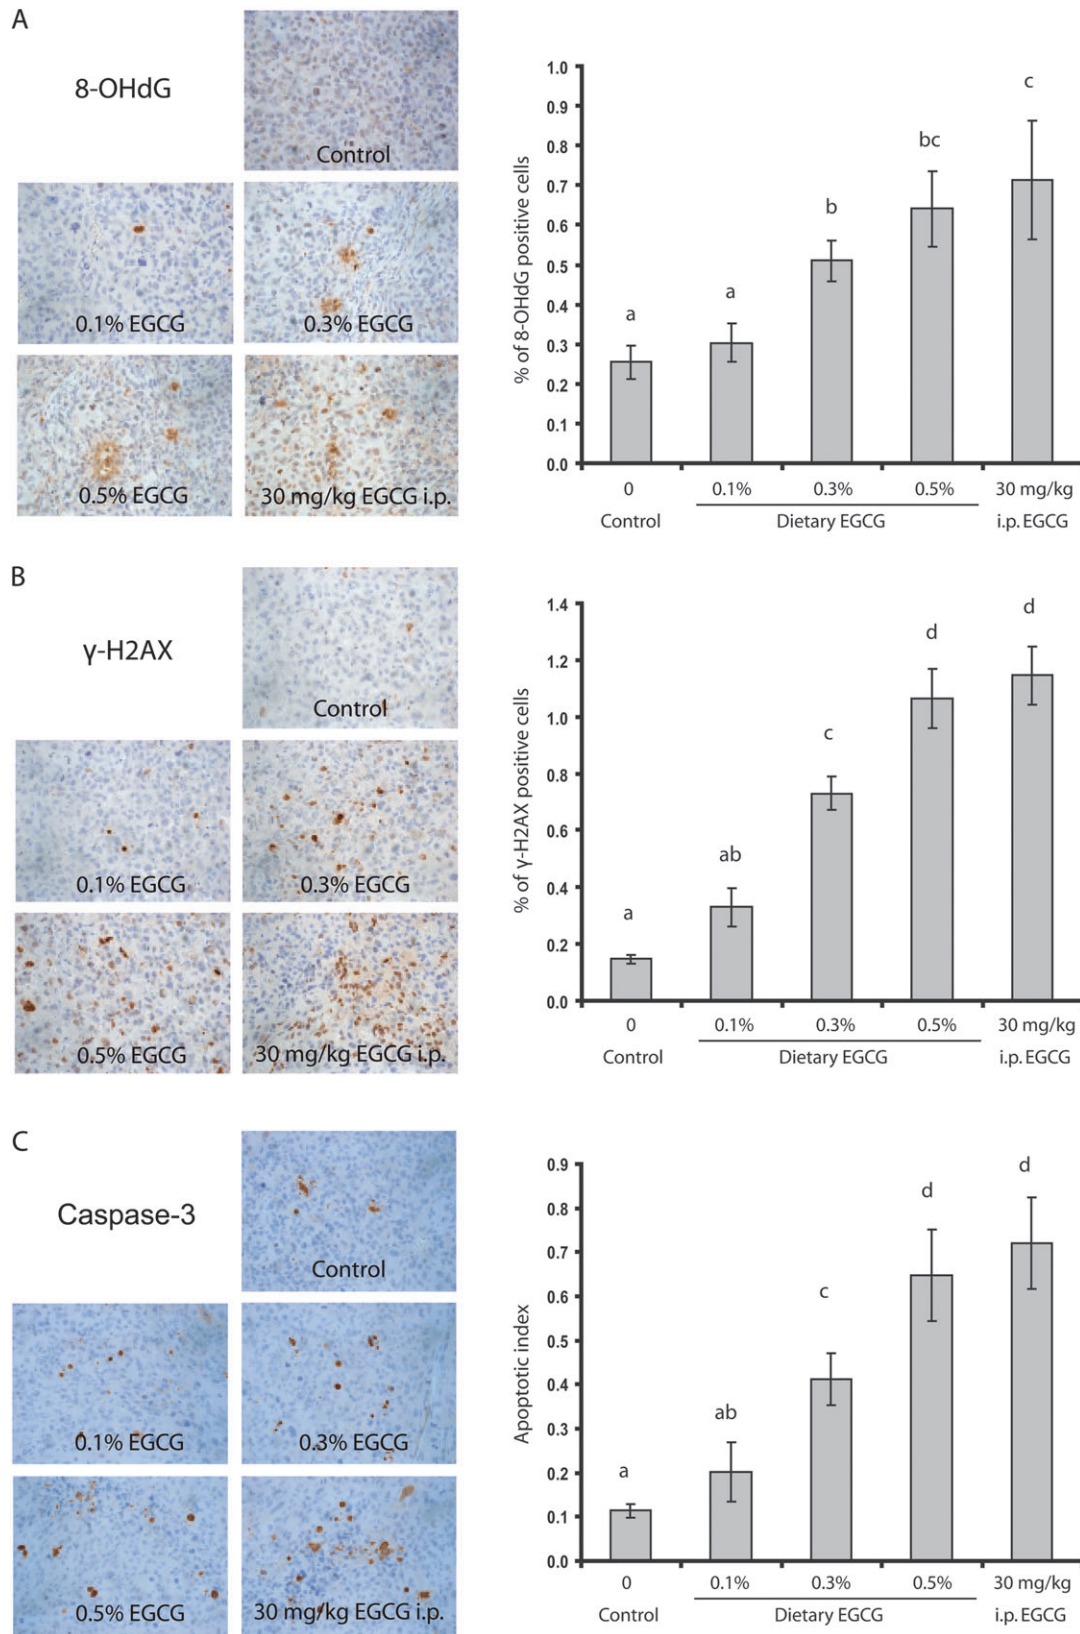 A
8-OHdG
Control
0.1% EGCG
0.3% EGCG
0.5% EGCG
30 mg/kg EGCG i.p.
% of 8-OHdG positive cells
1.0
0.9
0.8
0.7
0.6
0.5
0.4
0.3
0.2
0.1
0.0
a
a
b
bc
c
0 0.1% 0.3% 0.5% 30 mg/kg
Control Dietary EGCG i.p. EGCG
B
γ-H2AX
Control
0.1% EGCG
0.3% EGCG
0.5% EGCG
30 mg/kg EGCG i.p.
% of γ-H2AX positive cells
1.4
1.2
1.0
0.8
0.6
0.4
0.2
0.0
a
ab
c
d
d
0 0.1% 0.3% 0.5% 30 mg/kg
Control Dietary EGCG i.p. EGCG
C
Caspase-3
Control
0.1% EGCG
0.3% EGCG
0.5% EGCG
30 mg/kg EGCG i.p.
Apoptotic index
0.9
0.8
0.7
0.6
0.5
0.4
0.3
0.2
0.1
0.0
a
ab
c
d
d
0 0.1% 0.3% 0.5% 30 mg/kg
Control Dietary EGCG i.p. EGCG